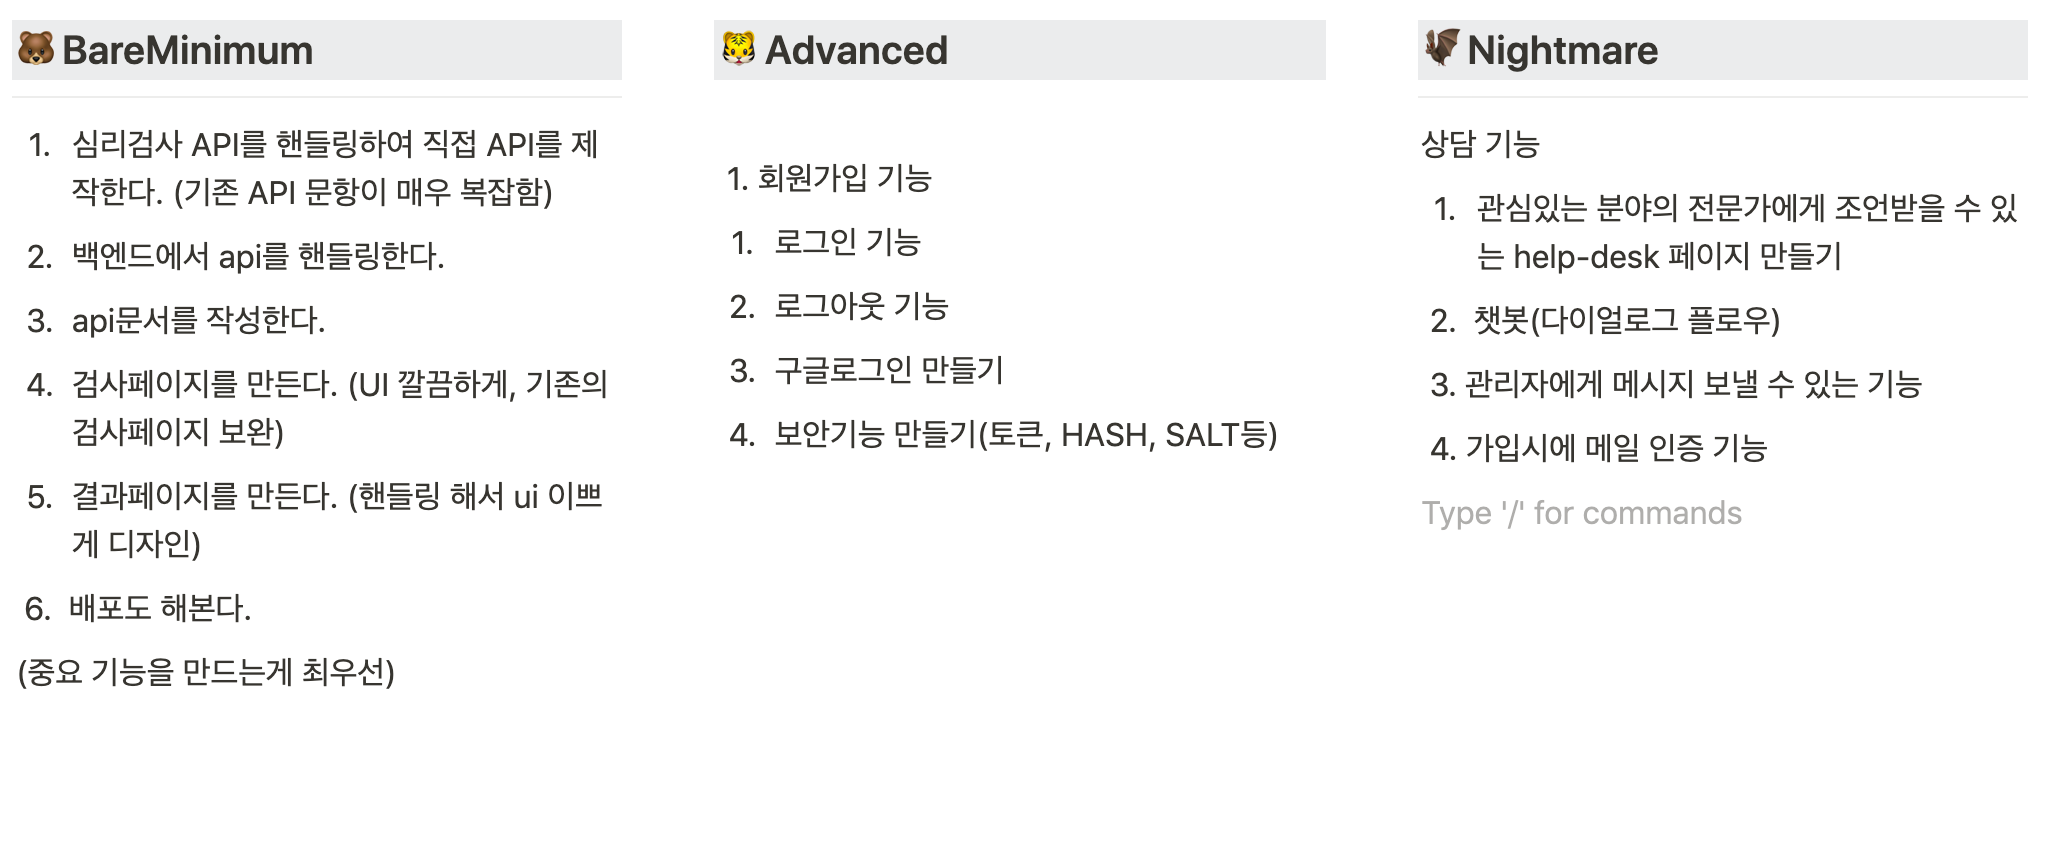 BareMinimum
1. 심리검사 API를 핸들링하여 직접 API를 제
작한다. (기존 API 문항이 매우 복잡함)
2. 백엔드에서 api를 핸들링한다.
3. api문서를 작성한다.
4. 검사페이지를 만든다. (UI 깔끔하게, 기존의
검사페이지 보완)
5. 결과페이지를 만든다. (핸들링 해서 ui 이쁘
게 디자인)
6. 배포도 해본다.
(중요 기능을 만드는게 최우선)
Advanced
1. 회원가입 기능
1. 로그인 기능
2. 로그아웃 기능
3. 구글로그인 만들기
4. 보안기능 만들기(토큰, HASH, SALT등)
Nightmare
상담 기능
1. 관심있는 분야의 전문가에게 조언받을 수 있
는 help-desk 페이지 만들기
2. 챗봇(다이얼로그 플로우)
3. 관리자에게 메시지 보낼 수 있는 기능
4. 가입시에 메일 인증 기능
Type '/' for commands